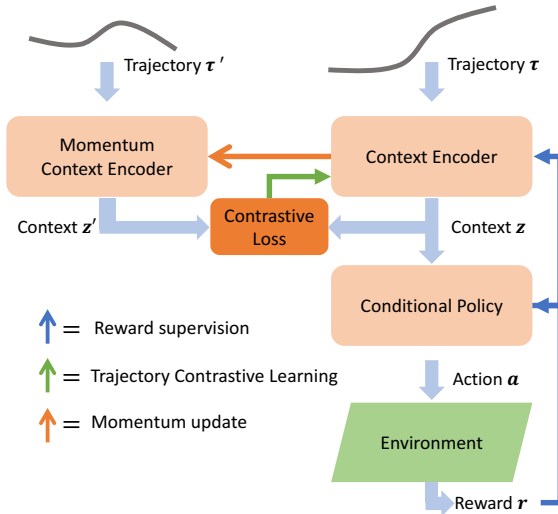 Trajectory τ ′
Trajectory τ
Momentum
Context Encoder
Context Encoder
Context z′
Contrastive
Loss
Context z
Conditional Policy
= Reward supervision
= Trajectory Contrastive Learning
= Momentum update
Action a
Environment
Reward r